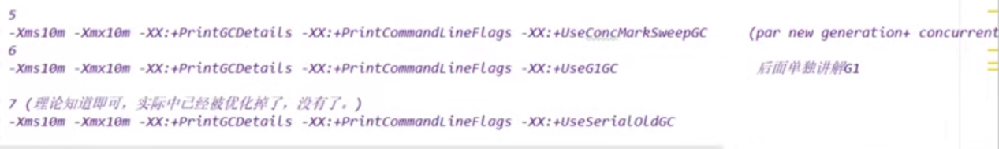 5
-Xms10m -Xmx10m -XX:+PrintGCDetails -XX:+PrintCommandLineFlags -XX:+UseConcMarkSweepGC (par new generation+ concurrent
6
-Xms10m -Xmx10m -XX:+PrintGCDetails -XX:+PrintCommandLineFlags -XX:+UseG1GC 后面单独讲解G1
7 (理论知道即可，实际中已经被优化掉了，没有了。)
-Xms10m -Xmx10m -XX:+PrintGCDetails -XX:+PrintCommandLineFlags -XX:+UseSerialOldGC